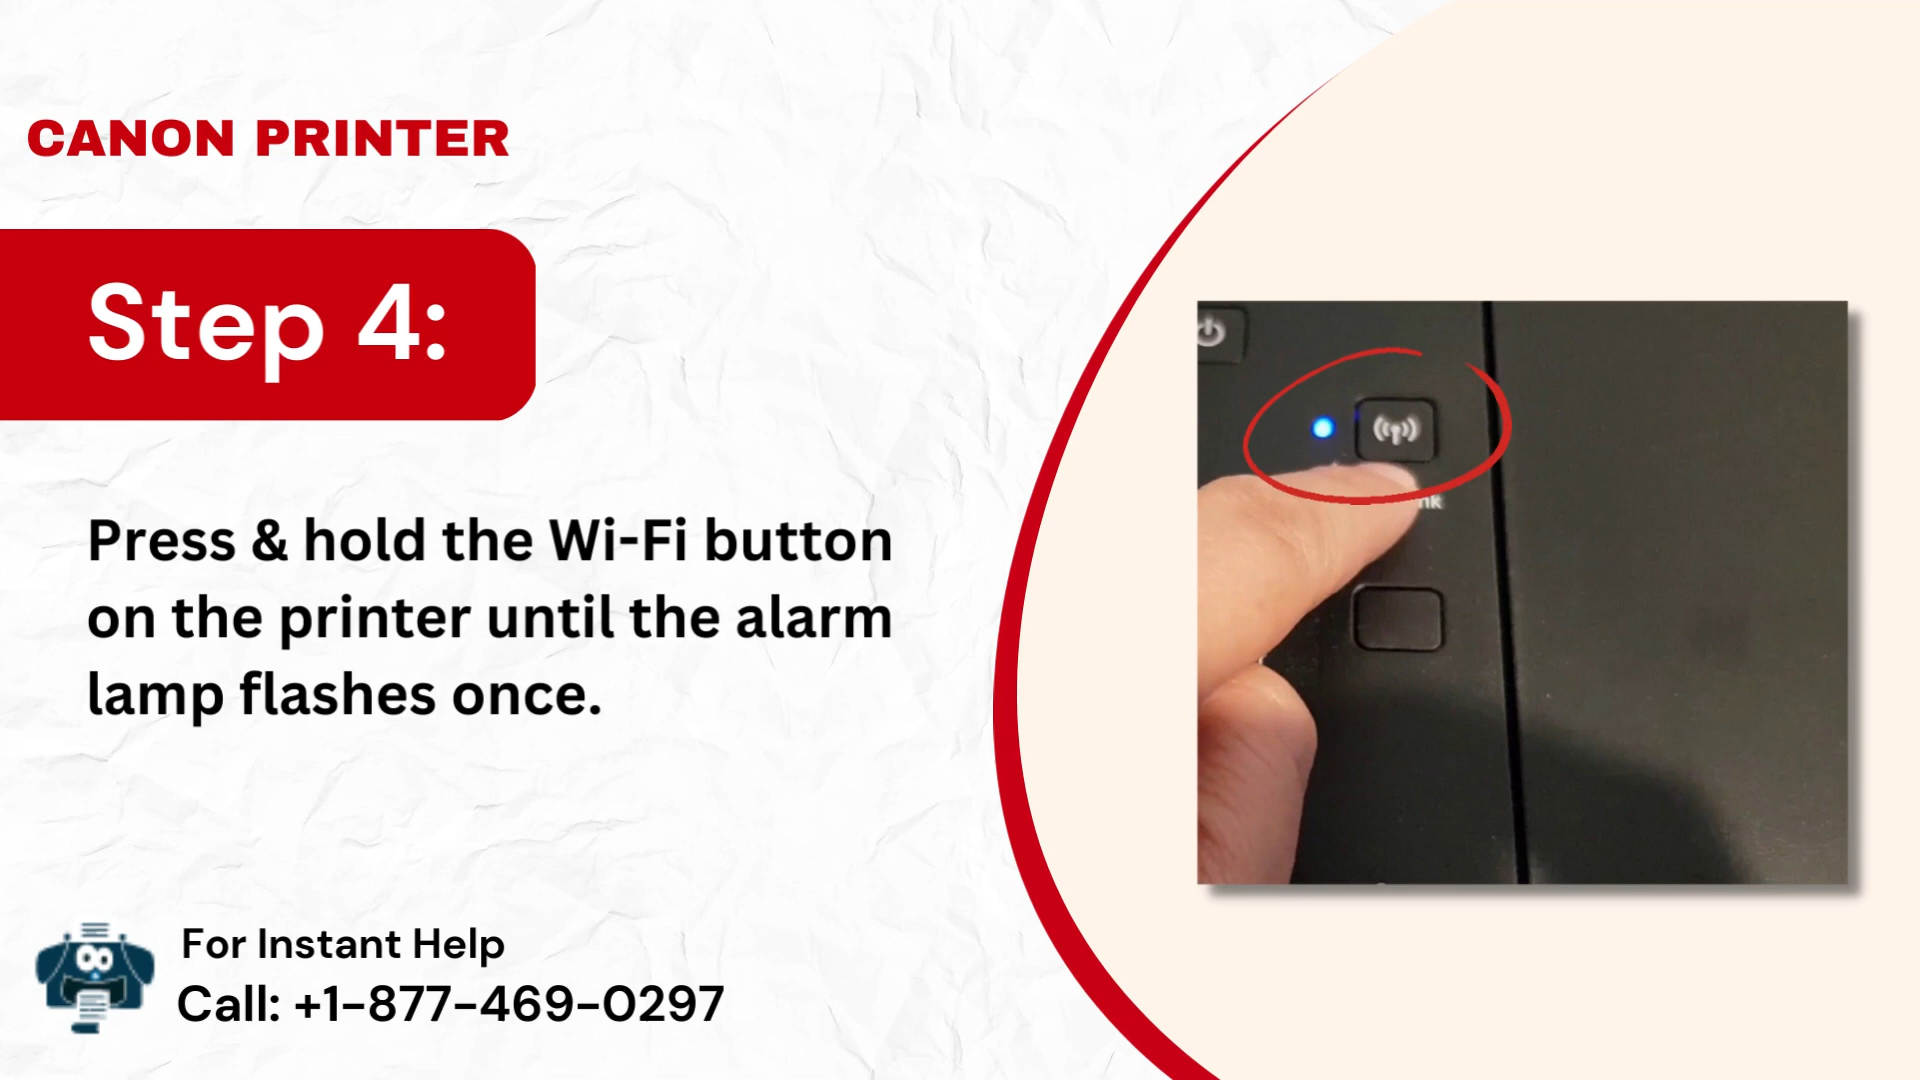 CANON PRINTER
Step 4:
Press & hold the Wi-Fi button
on the printer until the alarm
lamp flashes once.
For Instant Help
Call: +1-877-469-0297